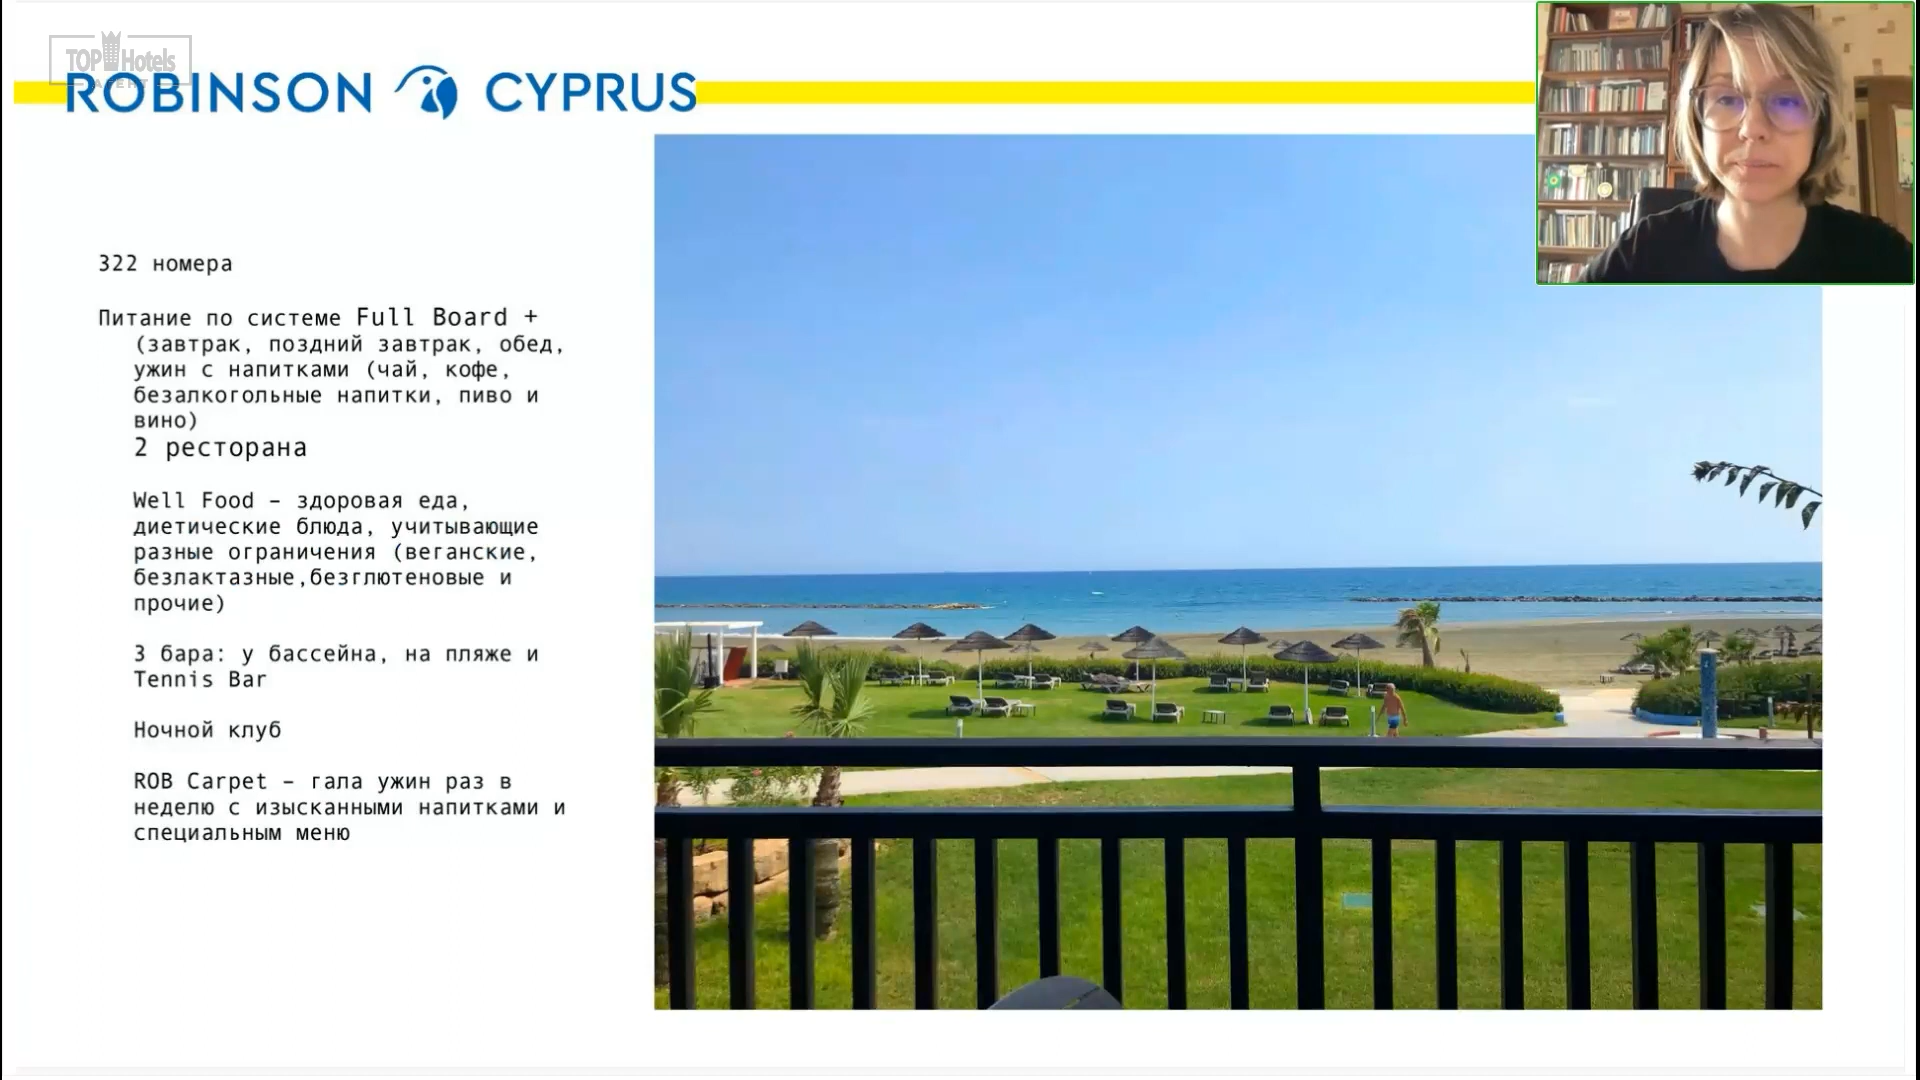 TOP Hotels
АГЕНТ
ROBINSON CYPRUS
322 номера
Питание по системе Full Board +
(завтрак, поздний завтрак, обед,
ужин с напитками (чай, кофе,
безалкогольные напитки, пиво и
вино)
2 ресторана
Well Food – здоровая еда,
диетические блюда, учитывающие
разные ограничения (веганские,
безлактазные,безглютеновые и
прочие)
3 бара: у бассейна, на пляже и
Tennis Bar
Ночной клуб
ROB Carpet – гала ужин раз в
неделю с изысканными напитками и
специальным меню